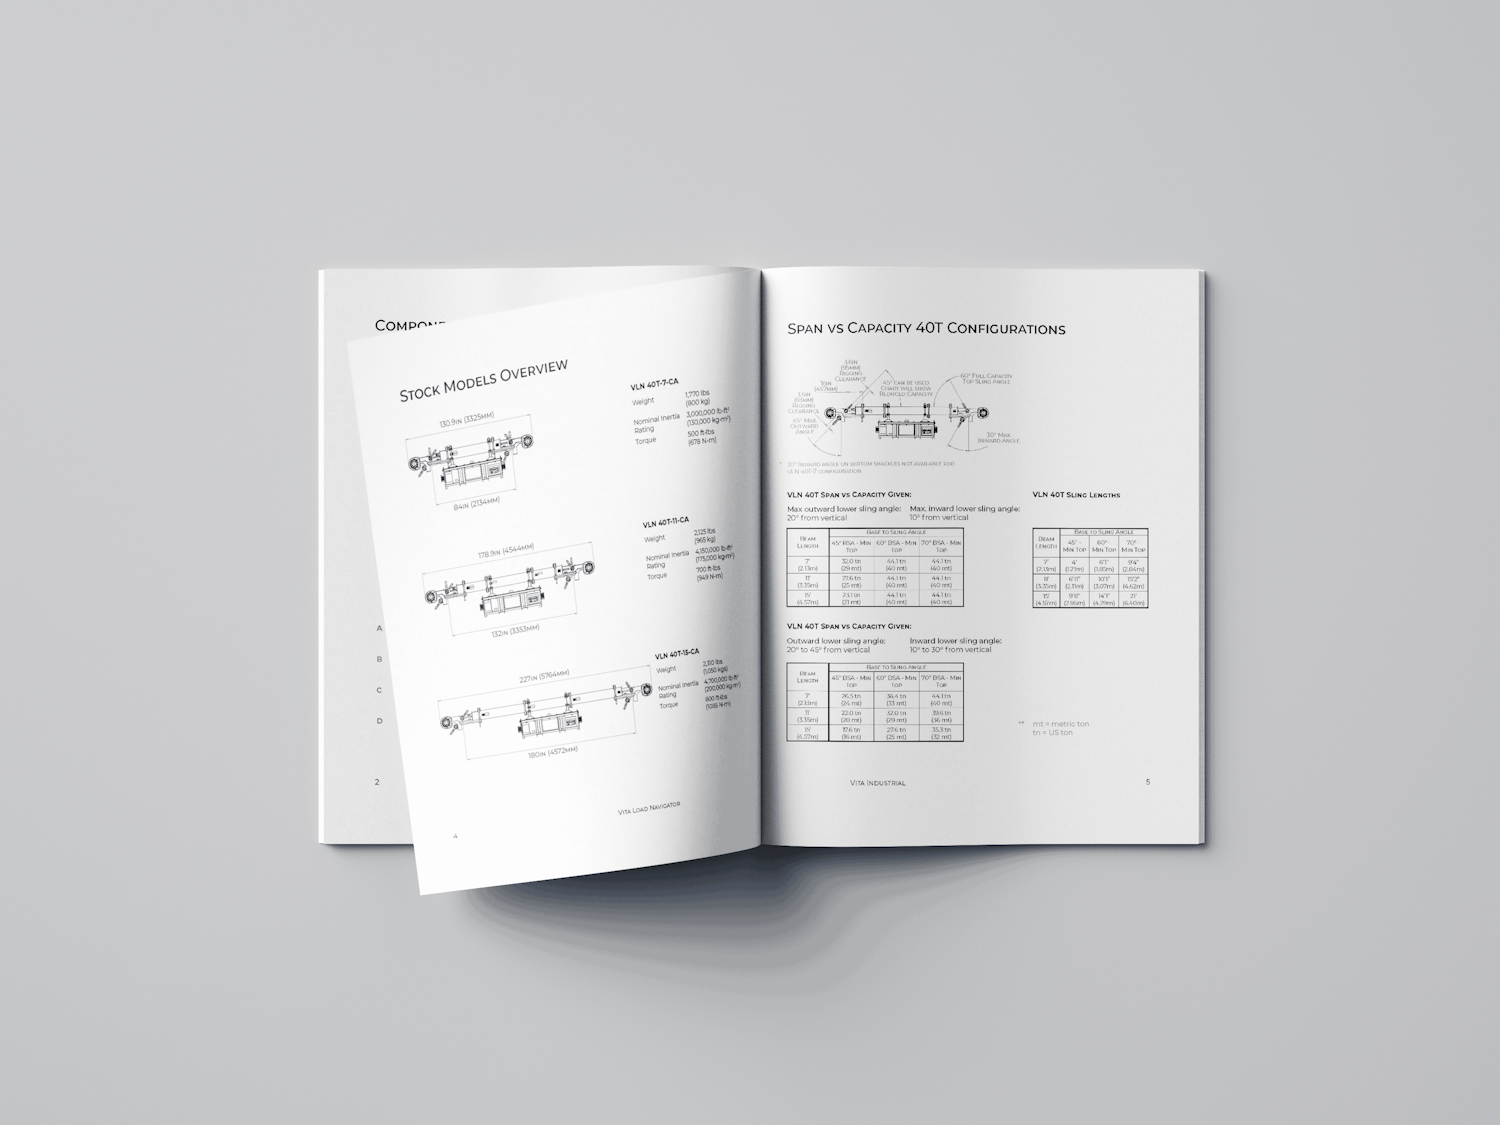 COMPONE
STOCK MODELS OVERVIEW
130.9IN (3325MM)
84IN (2134MM)
VLN 40T-7-CA
Weight 1,770 lbs
(800 kg)
Nominal Inertia 3,000,000 lb·ft²
Rating (130,000 kg·m²)
Torque 500 ft·lbs
(678 N·m)
178.9IN (4544MM)
132IN (3353MM)
VLN 40T-11-CA
Weight 2,125 lbs
(965 kg)
Nominal Inertia 4,150,000 lb·ft²
Rating (175,000 kg·m²)
Torque 700 ft·lbs
(949 N·m)
227IN (5764MM)
180IN (4572MM)
VLN 40T-15-CA
Weight 2,310 lbs
(1,050 kgs)
Nominal Inertia 4,700,000 lb·ft²
Rating (200,000 kg·m²)
Torque 800 ft·lbs
A
B
C
D
2
VITA LOAD NAVIGATOR
4
SPAN VS CAPACITY 40T CONFIGURATIONS
RIGGING
CLEARANCE
45° CAN BE USED
CHART WILL SHOW
REDUCED CAPACITY
60° FULL CAPACITY
TOP SLING ANGLE
RIGGING
CLEARANCE
45° MAX.
OUTWARD
ANGLE
30° MAX.
INWARD ANGLE
* 30° INWARD ANGLE ON BOTTOM SHACKLES NOT AVAILABLE FOR
VLN 40T-7 CONFIGURATION
VLN 40T SPAN VS CAPACITY GIVEN:
Max outward lower sling angle: Max. inward lower sling angle:
20° from vertical 10° from vertical
BASE TO SLING ANGLE
BEAM LENGTH 45° BSA - MIN TOP 60° BSA - MIN TOP 70° BSA - MIN TOP
7' 32.0 tn 44.1 tn 44.1 tn
(2.13m) (29 mt) (40 mt) (40 mt)
11' 27.6 tn 44.1 tn 44.1 tn
(3.35m) (25 mt) (40 mt) (40 mt)
15' 23.1 tn 44.1 tn 44.1 tn
(4.57m) (21 mt) (40 mt) (40 mt)
VLN 40T SLING LENGTHS
BASE TO SLING ANGLE
BEAM LENGTH 45° - MIN TOP 60° - MIN TOP 70° MIN TOP
7' 4' 6'1" 9'4"
(2.13m) (1.21m) (1.85m) (2.84m)
11' 6'11" 10'1" 15'2"
(3.35m) (2.11m) (3.07m) (4.62m)
15' 9'8" 14'1" 21'
(4.57m) (2.96m) (4.29m) (6.40m)
VLN 40T SPAN VS CAPACITY GIVEN:
Outward lower sling angle: Inward lower sling angle:
20° to 45° from vertical 10° to 30° from vertical
BASE TO SLING ANGLE
BEAM LENGTH 45° BSA - MIN TOP 60° BSA - MIN TOP 70° BSA - MIN TOP
7' 26.5 tn 36.4 tn 44.1 tn
(2.13m) (24 mt) (33 mt) (40 mt)
11' 22.0 tn 32.0 tn 39.6 tn
(3.35m) (20 mt) (29 mt) (36 mt)
15' 17.6 tn 27.6 tn 35.3 tn
(4.57m) (16 mt) (25 mt) (32 mt)
** mt = metric ton
tn = US ton
VITA INDUSTRIAL
5